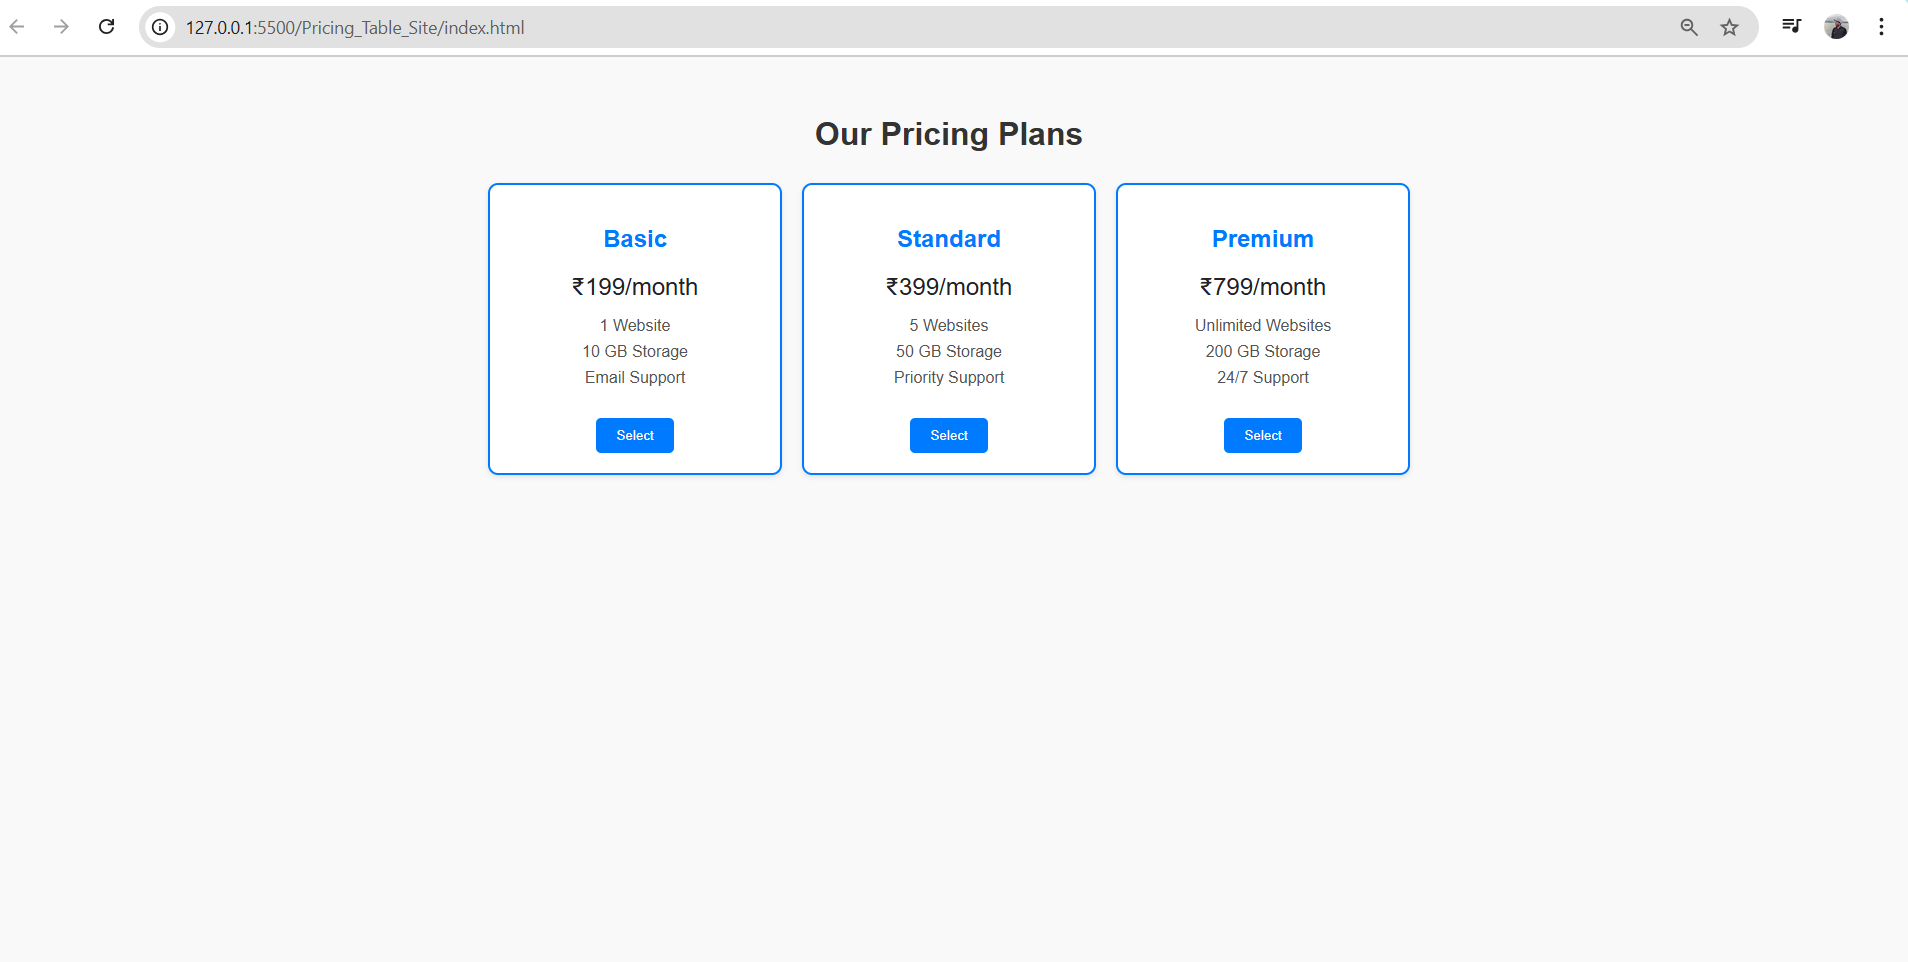 127.0.0.1:5500/Pricing_Table_Site/index.html
Our Pricing Plans
Basic
₹199/month
1 Website
10 GB Storage
Email Support
Select
Standard
₹399/month
5 Websites
50 GB Storage
Priority Support
Select
Premium
₹799/month
Unlimited Websites
200 GB Storage
24/7 Support
Select